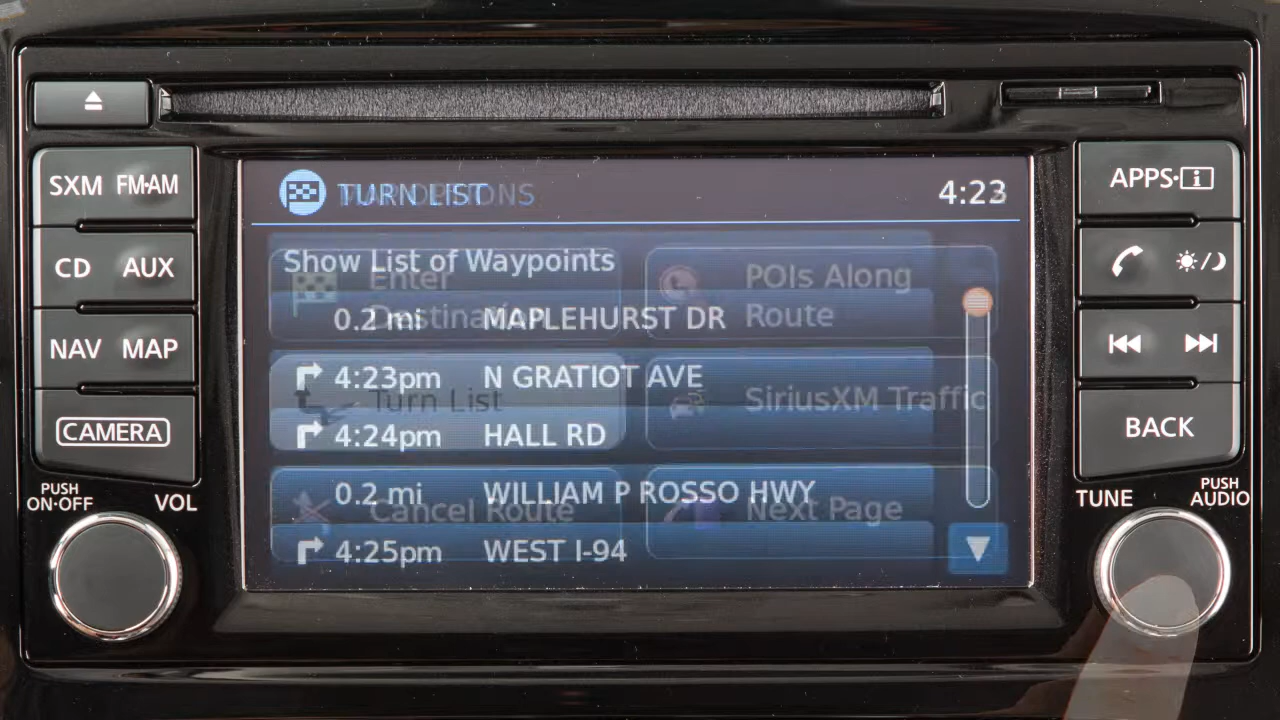 SXM FM·AM
CD AUX
NAV MAP
CAMERA
PUSH
ON·OFF VOL
TURN LIST
4:23
Show List of Waypoints
0.2 mi MAPLEHURST DR
4:23pm N GRATIOT AVE
4:24pm HALL RD
0.2 mi WILLIAM P ROSSO HWY
4:25pm WEST I-94
Enter
Destination
POIs Along
Route
Turn List
SiriusXM Traffic
Cancel Route
Next Page
APPS·i
BACK
TUNE PUSH
AUDIO